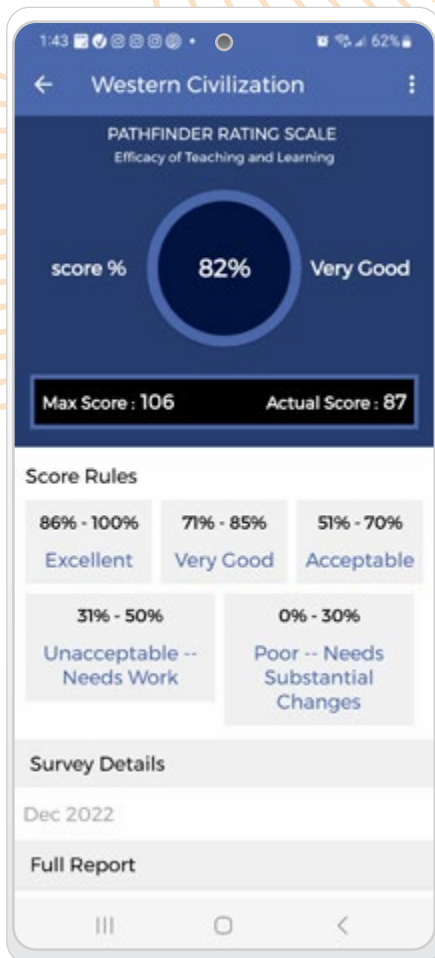 1:43
62%
Western Civilization
PATHFINDER RATING SCALE
Efficacy of Teaching and Learning
score %
82%
Very Good
Max Score : 106
Actual Score : 87
Score Rules
86% - 100%
Excellent
71% - 85%
Very Good
51% - 70%
Acceptable
31% - 50%
Unacceptable --
Needs Work
0% - 30%
Poor -- Needs
Substantial
Changes
Survey Details
Dec 2022
Full Report